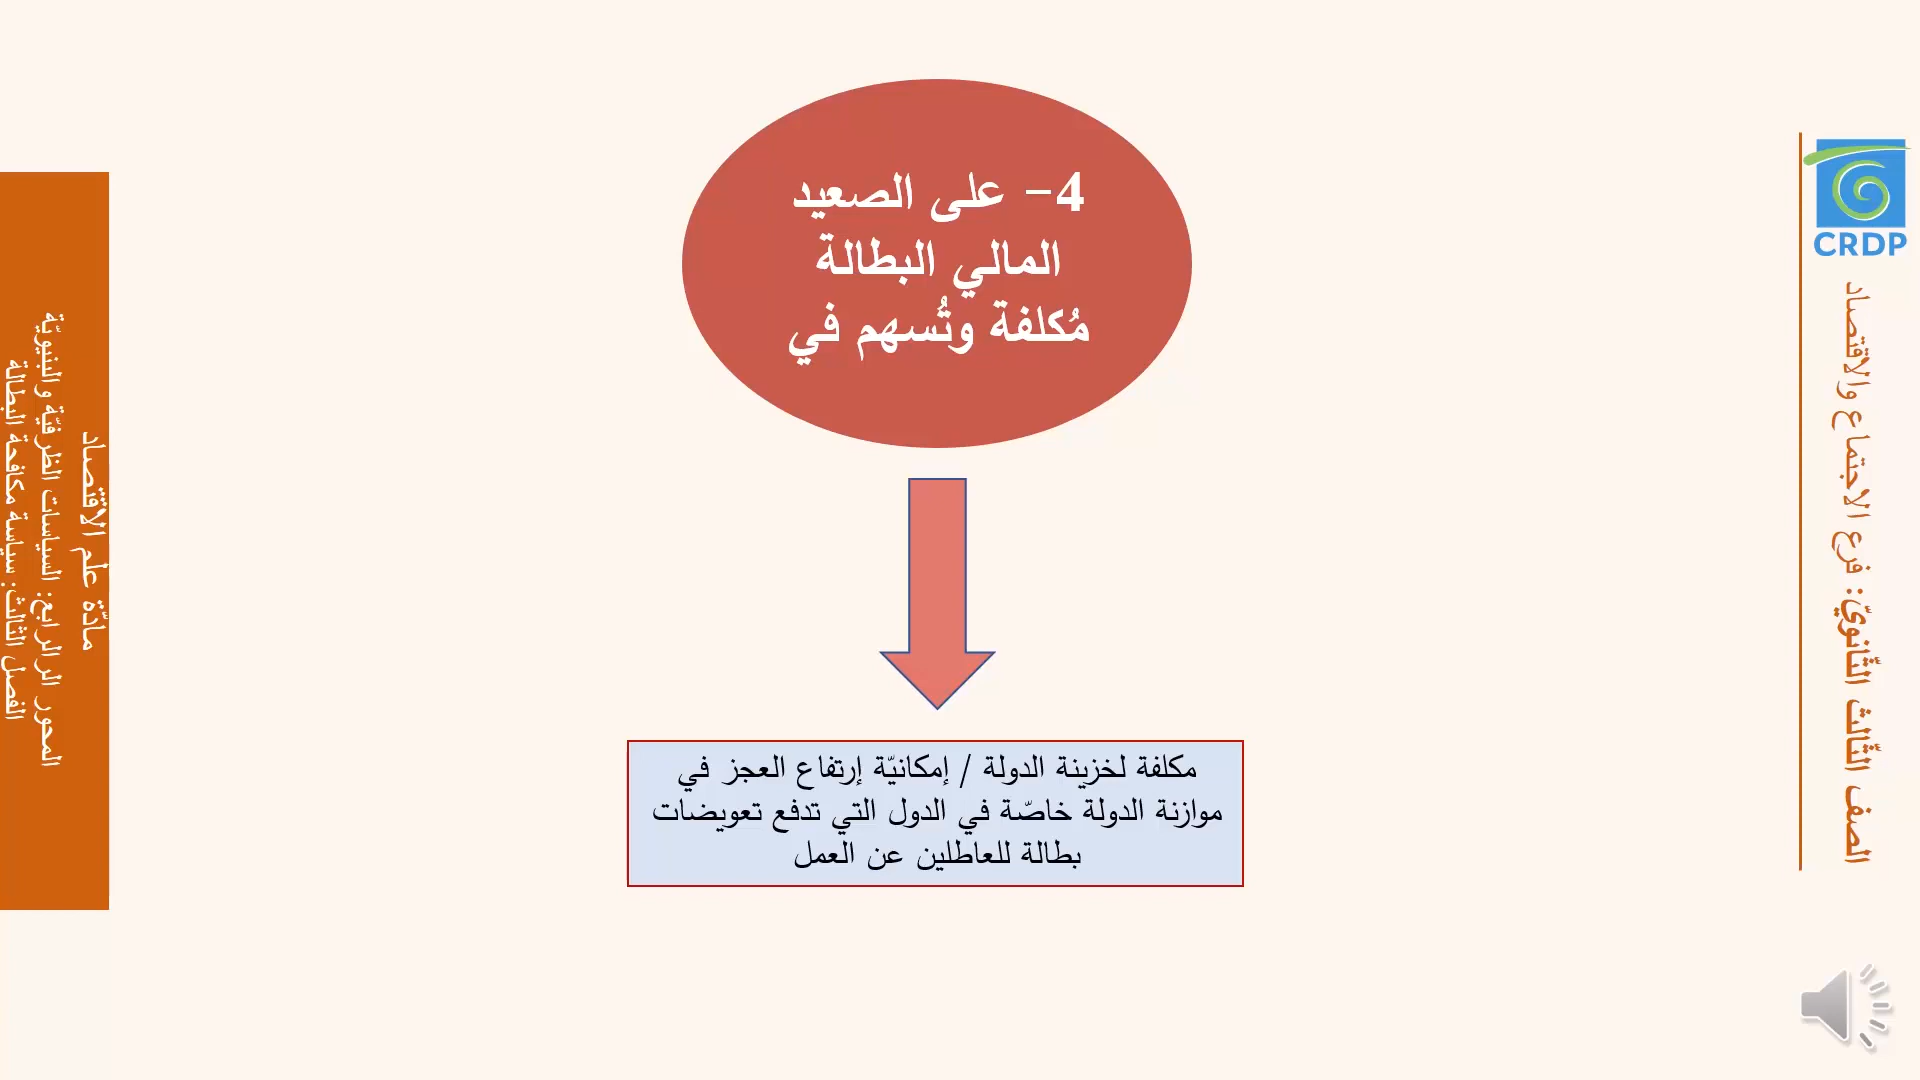 CRDP
الصف الثّالث الثّانويّ: فرع الاجتماع والاقتصاد
4- على الصعيد
المالي البطالة
مُكلفة وتُسهم في
مكلفة لخزينة الدولة / إمكانيّة إرتفاع العجز في
موازنة الدولة خاصّة في الدول التي تدفع تعويضات
بطالة للعاطلين عن العمل
مادّة علم الإقتصاد
المحور الرالرابع: السياسات الظرفيّة والبنيويّة
الفصل الثالث: سياسة مكافحة البطالة